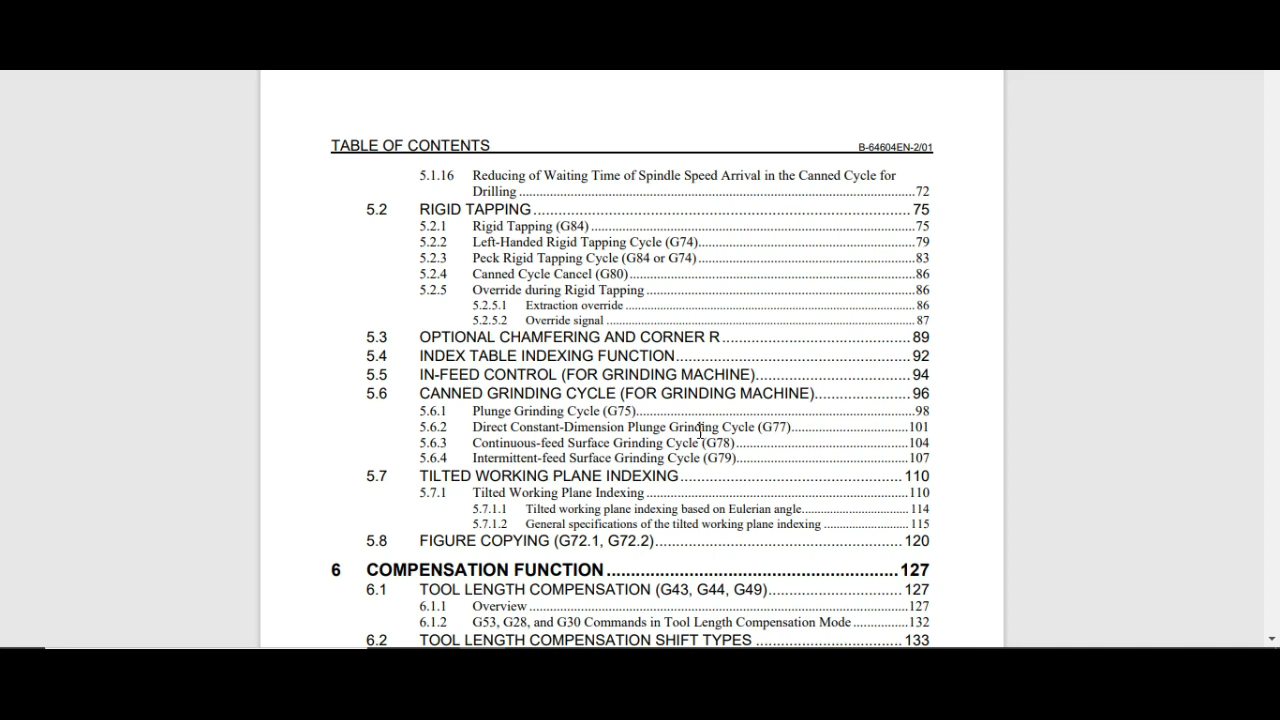 TABLE OF CONTENTS B-64604EN-2/01
5.1.16 Reducing of Waiting Time of Spindle Speed Arrival in the Canned Cycle for
Drilling ........ 72
5.2 RIGID TAPPING ........ 75
5.2.1 Rigid Tapping (G84) ........ 75
5.2.2 Left-Handed Rigid Tapping Cycle (G74) ........ 79
5.2.3 Peck Rigid Tapping Cycle (G84 or G74) ........ 83
5.2.4 Canned Cycle Cancel (G80) ........ 86
5.2.5 Override during Rigid Tapping ........ 86
5.2.5.1 Extraction override ........ 86
5.2.5.2 Override signal ........ 87
5.3 OPTIONAL CHAMFERING AND CORNER R ........ 89
5.4 INDEX TABLE INDEXING FUNCTION ........ 92
5.5 IN-FEED CONTROL (FOR GRINDING MACHINE) ........ 94
5.6 CANNED GRINDING CYCLE (FOR GRINDING MACHINE) ........ 96
5.6.1 Plunge Grinding Cycle (G75) ........ 98
5.6.2 Direct Constant-Dimension Plunge Grinding Cycle (G77) ........ 101
5.6.3 Continuous-feed Surface Grinding Cycle (G78) ........ 104
5.6.4 Intermittent-feed Surface Grinding Cycle (G79) ........ 107
5.7 TILTED WORKING PLANE INDEXING ........ 110
5.7.1 Tilted Working Plane Indexing ........ 110
5.7.1.1 Tilted working plane indexing based on Eulerian angle ........ 114
5.7.1.2 General specifications of the tilted working plane indexing ........ 115
5.8 FIGURE COPYING (G72.1, G72.2) ........ 120
6 COMPENSATION FUNCTION ........ 127
6.1 TOOL LENGTH COMPENSATION (G43, G44, G49) ........ 127
6.1.1 Overview ........ 127
6.1.2 G53, G28, and G30 Commands in Tool Length Compensation Mode ........ 132
6.2 TOOL LENGTH COMPENSATION SHIFT TYPES ........ 133